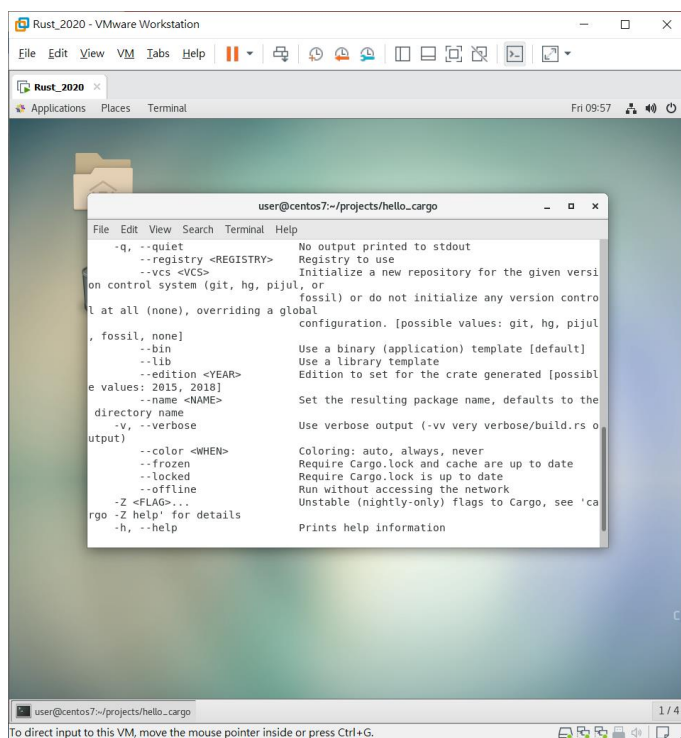 Rust_2020 - VMware Workstation
File Edit View VM Tabs Help
Rust_2020
Applications Places Terminal Fri 09:57
user@centos7:~/projects/hello_cargo
File Edit View Search Terminal Help
-q, --quiet No output printed to stdout
--registry <REGISTRY> Registry to use
--vcs <VCS> Initialize a new repository for the given versi
on control system (git, hg, pijul, or
fossil) or do not initialize any version contro
l at all (none), overriding a global
configuration. [possible values: git, hg, pijul
, fossil, none]
--bin Use a binary (application) template [default]
--lib Use a library template
--edition <YEAR> Edition to set for the crate generated [possibl
e values: 2015, 2018]
--name <NAME> Set the resulting package name, defaults to the
directory name
-v, --verbose Use verbose output (-vv very verbose/build.rs o
utput)
--color <WHEN> Coloring: auto, always, never
--frozen Require Cargo.lock and cache are up to date
--locked Require Cargo.lock is up to date
--offline Run without accessing the network
-Z <FLAG>... Unstable (nightly-only) flags to Cargo, see 'ca
rgo -Z help' for details
-h, --help Prints help information
user@centos7:~/projects/hello_cargo 1 / 4
To direct input to this VM, move the mouse pointer inside or press Ctrl+G.